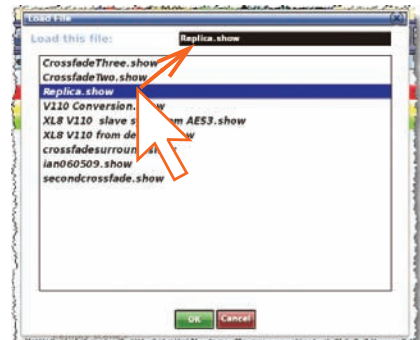 Load File
Load this file:
Replica.show
CrossfadeThree.show
CrossfadeTwo.show
Replica.show
V110 Conversion.
XL8 V110 slave AES3.show
XL8 V110 from
crossfadesurround
ian060509.show
secondcrossfade.show
OK
Cancel